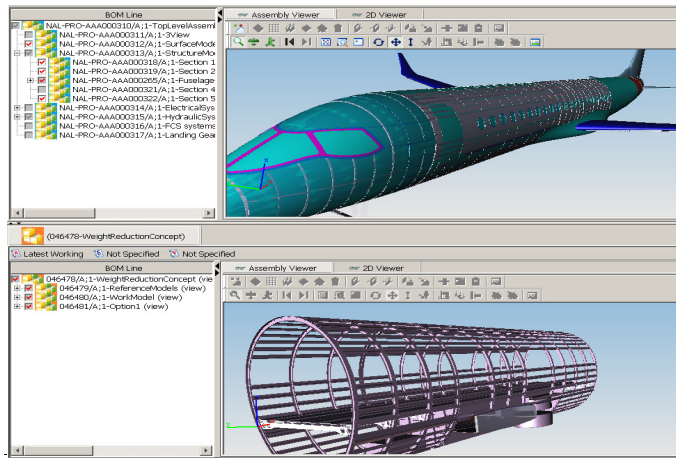 BOM Line
Assembly Viewer
2D Viewer
NAL-PRO-AAA000310/A;1-TopLevelAssem
NAL-PRO-AAA000311/A;1-3View
NAL-PRO-AAA000312/A;1-SurfaceMode
NAL-PRO-AAA000313/A;1-StructureMo
NAL-PRO-AAA000318/A;1-Section 1
NAL-PRO-AAA000319/A;1-Section 2
NAL-PRO-AAA000265/A;1-Fuselage
NAL-PRO-AAA000321/A;1-Section 4
NAL-PRO-AAA000322/A;1-Section 5
NAL-PRO-AAA000314/A;1-ElectricalSys
NAL-PRO-AAA000315/A;1-HydraulicSy
NAL-PRO-AAA000316/A;1-FCS systems
NAL-PRO-AAA000317/A;1-Landing Gea
(046478-WeightReductionConcept)
Latest Working Not Specified Not Specified
BOM Line
Assembly Viewer
2D Viewer
046478/A;1-WeightReductionConcept (vie
046479/A;1-ReferenceModels (view)
046480/A;1-WorkModel (view)
046481/A;1-Option1 (view)